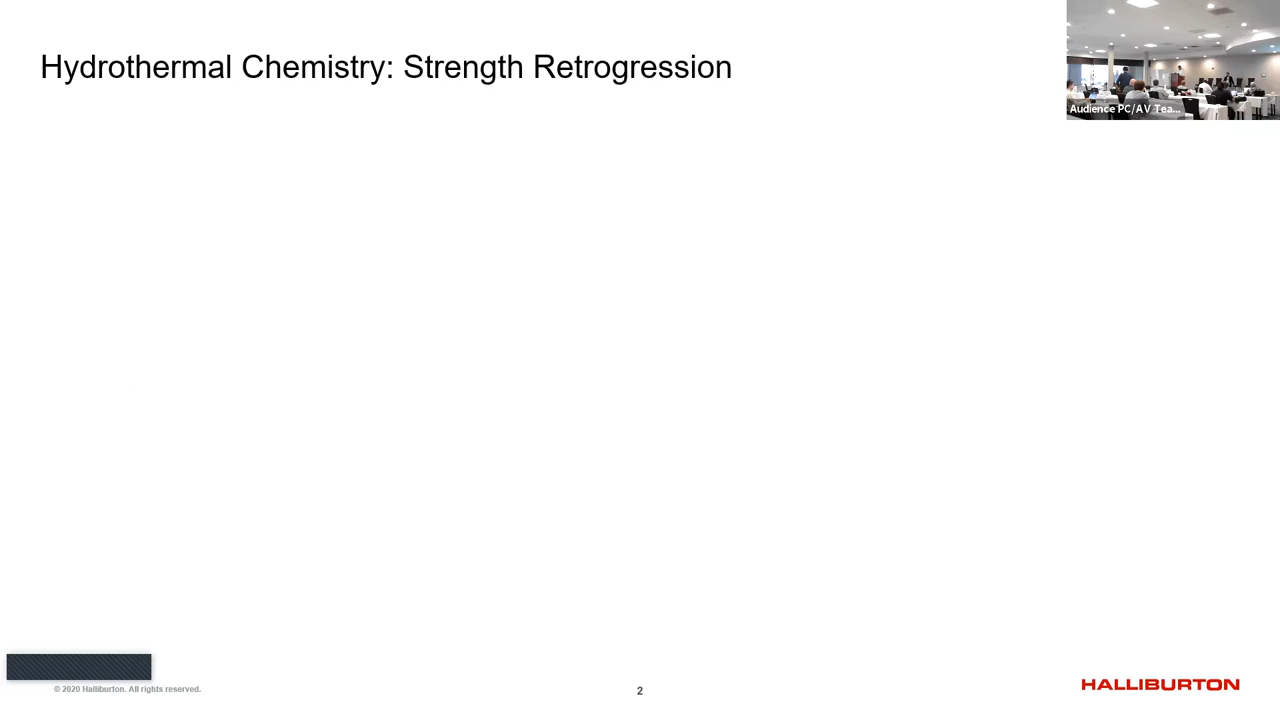 Hydrothermal Chemistry: Strength Retrogression
Audience PC/AV Tea...
© 2020 Halliburton. All rights reserved.
2
HALLIBURTON